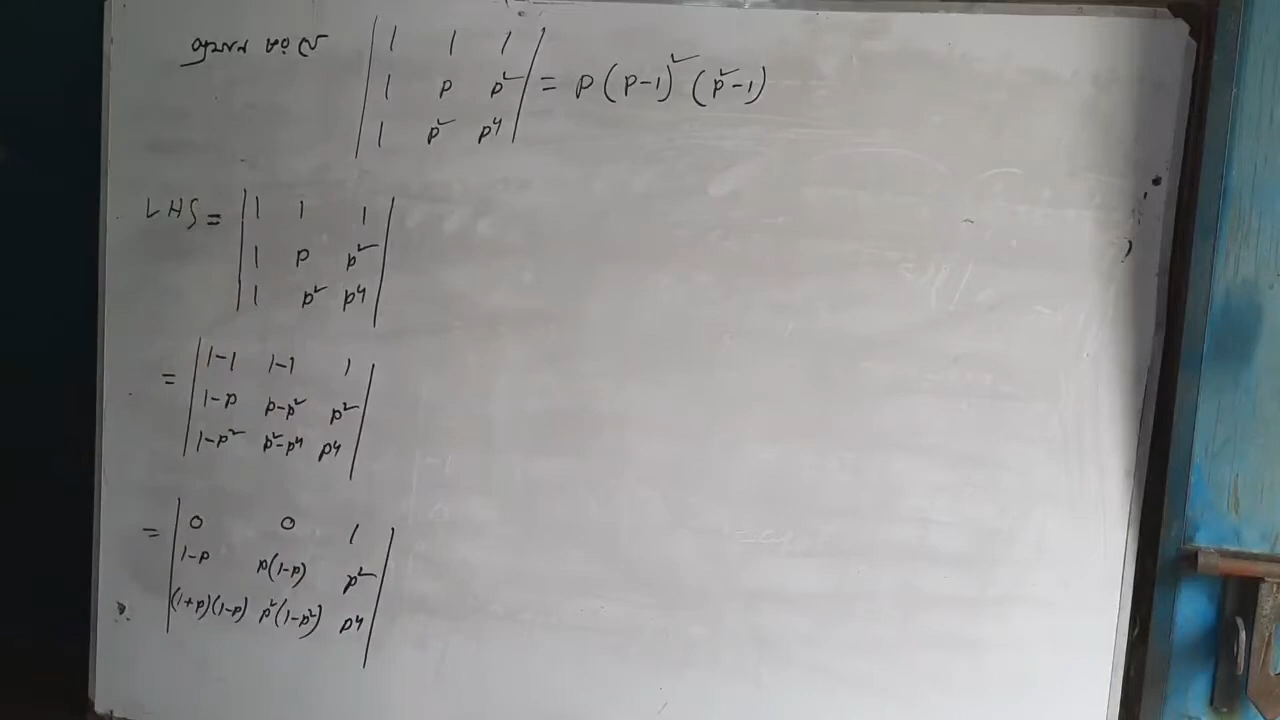 প্রমাণ কর যে | 1 1 1 |
| 1 p p² | = p(p-1)²(p²-1)
| 1 p² p⁴ |
LHS = | 1 1 1 |
| 1 p p² |
| 1 p² p⁴ |
= | 1-1 1-1 1 |
| 1-p p-p² p² |
| 1-p² p²-p⁴ p⁴ |
= | 0 0 1 |
| 1-p p(1-p) p² |
| (1+p)(1-p) p²(1-p²) p⁴ |